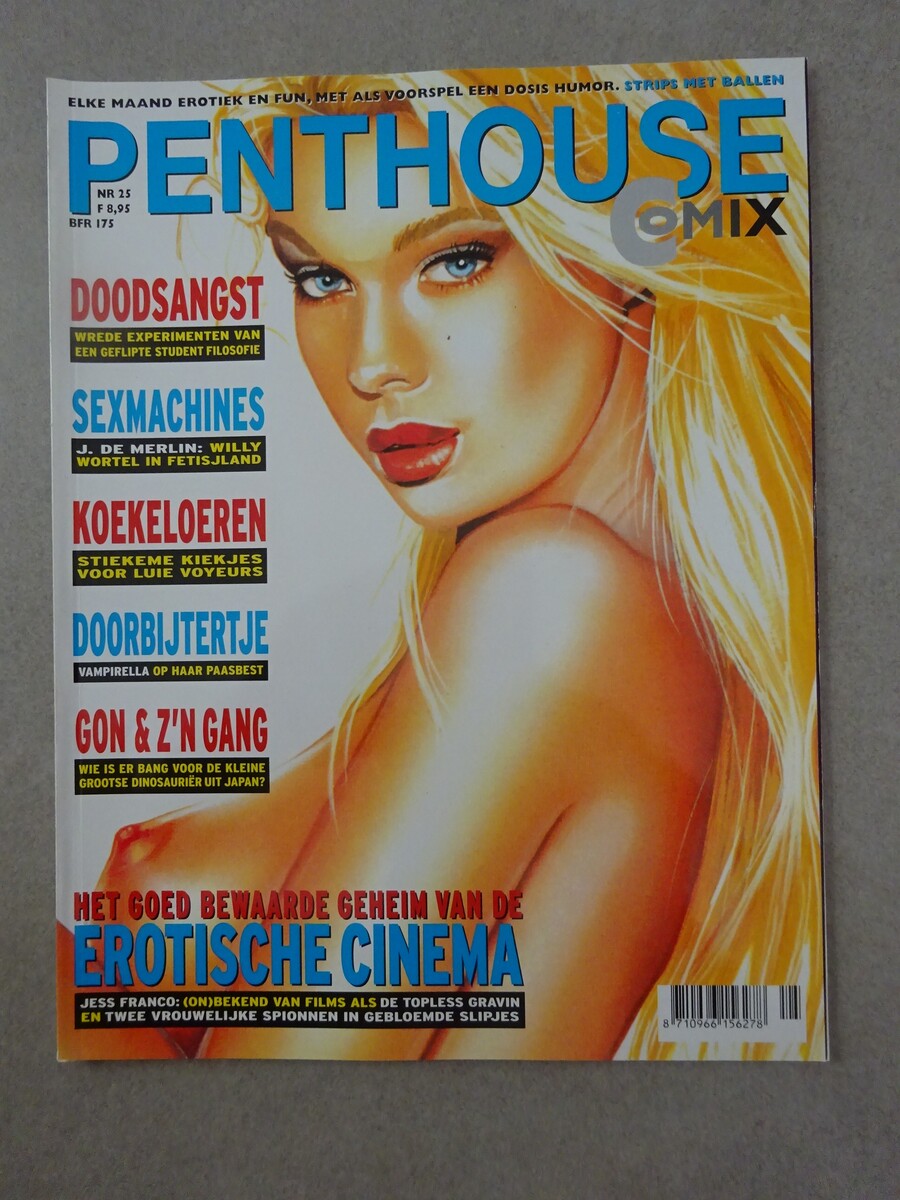 ELKE MAAND EROTIEK EN FUN, MET ALS VOORSPEL EEN DOSIS HUMOR. STRIPS MET BALLEN
PENTHOUSE
COMIX
NR 25
F 8,95
BFR 175
DOODSANGST
WREDE EXPERIMENTEN VAN
EEN GEFLIPTE STUDENT FILOSOFIE
SEXMACHINES
J. DE MERLIN: WILLY
WORTEL IN FETISJLAND
KOEKELOEREN
STIEKEME KIEKJES
VOOR LUIE VOYEURS
DOORBIJTERTJE
VAMPIRELLA OP HAAR PAASBEST
GON & Z'N GANG
WIE IS ER BANG VOOR DE KLEINE
GROOTSE DINOSAURIËR UIT JAPAN?
HET GOED BEWAARDE GEHEIM VAN DE
EROTISCHE CINEMA
JESS FRANCO: (ON)BEKEND VAN FILMS ALS DE TOPLESS GRAVIN
EN TWEE VROUWELIJKE SPIONNEN IN GEBLOEMDE SLIPJES
8 710966 156278